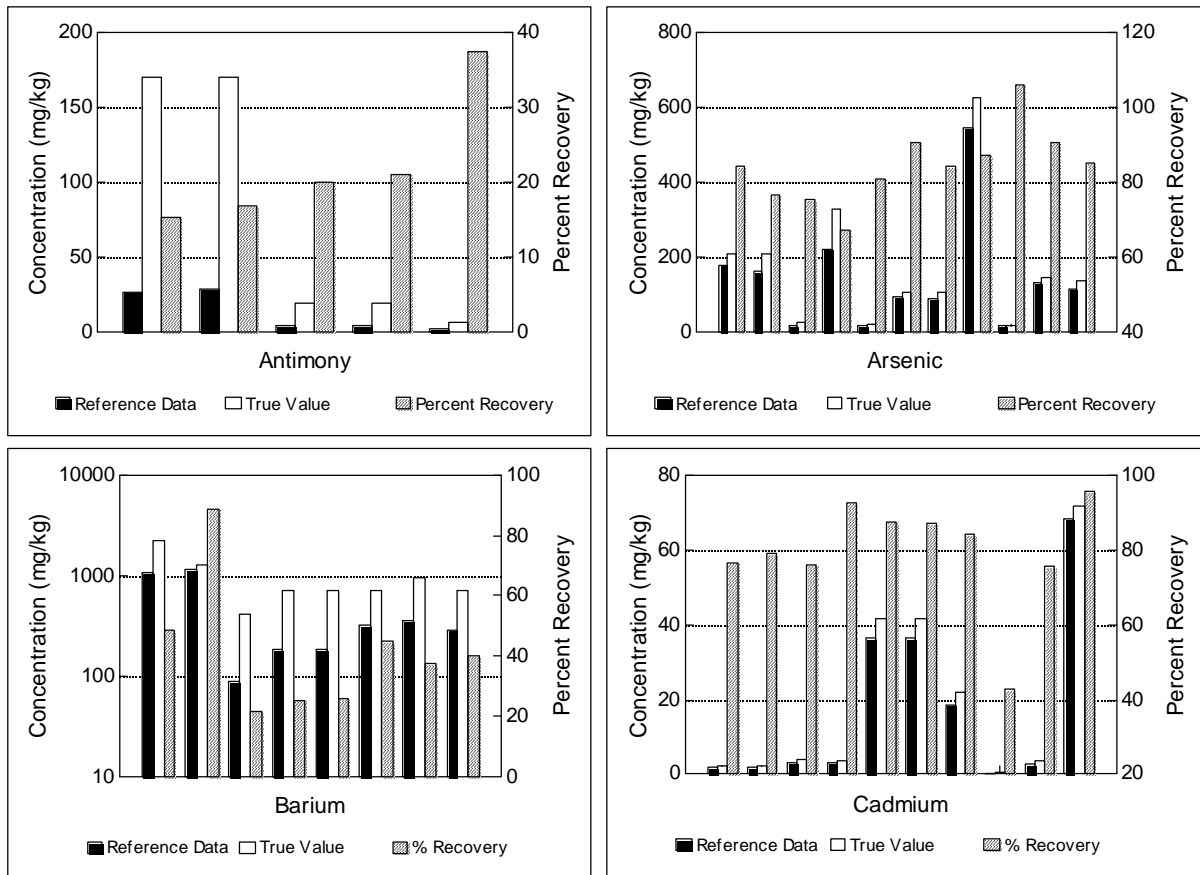 200
150
100
50
0
Concentration (mg/kg)
40
30
20
10
0
Percent Recovery
Antimony
Reference Data True Value Percent Recovery
800
600
400
200
0
Concentration (mg/kg)
120
100
80
60
40
Percent Recovery
Arsenic
Reference Data True Value Percent Recovery
10000
1000
100
10
Concentration (mg/kg)
100
80
60
40
20
0
Percent Recovery
Barium
Reference Data True Value % Recovery
80
60
40
20
0
Concentration (mg/kg)
100
80
60
40
20
Percent Recovery
Cadmium
Reference Data True Value % Recovery